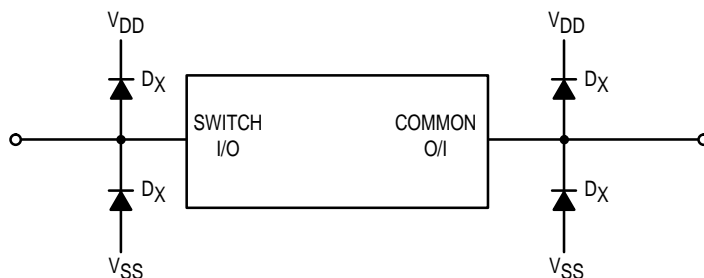 VDD
VDD
DX
DX
SWITCH
I/O
COMMON
O/I
DX
DX
VSS
VSS